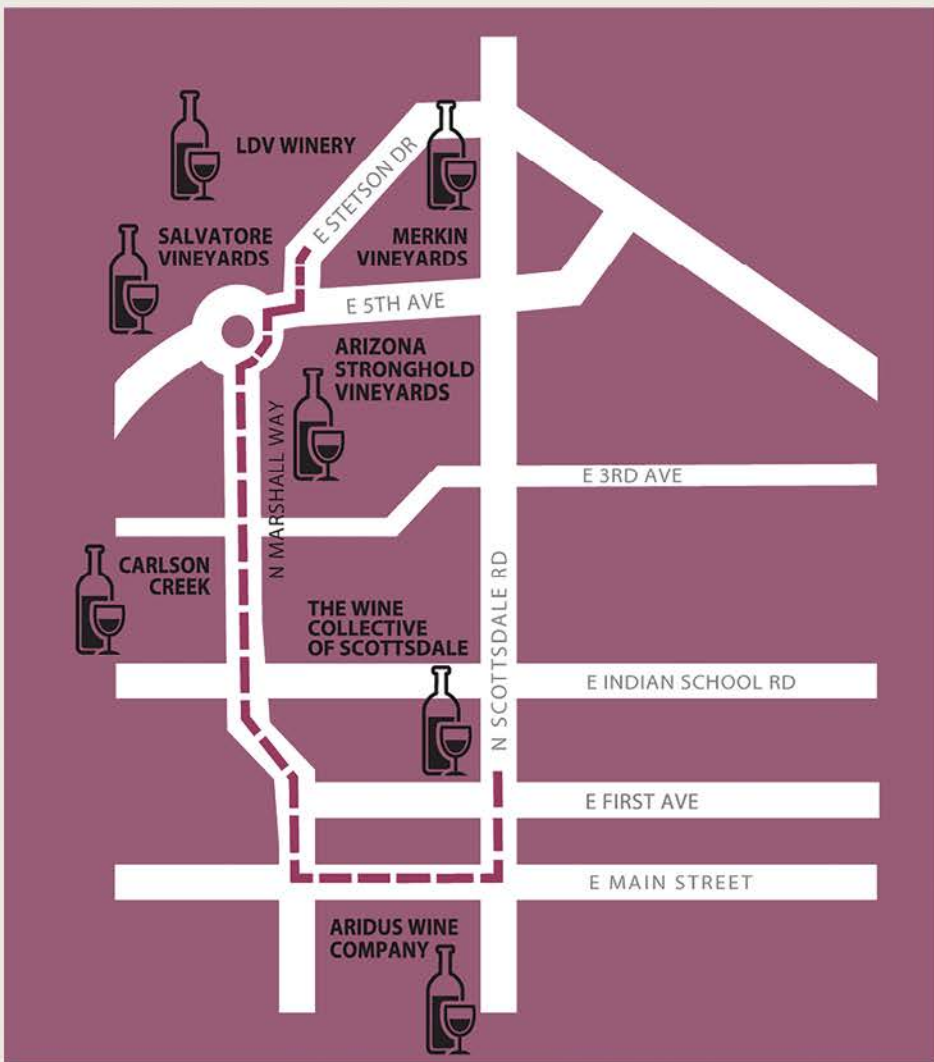 LDV WINERY
E STETSON DR
SALVATORE
VINEYARDS
MERKIN
VINEYARDS
E 5TH AVE
ARIZONA
STRONGHOLD
VINEYARDS
N MARSHALL WAY
E 3RD AVE
CARLSON
CREEK
THE WINE
COLLECTIVE
OF SCOTTSDALE
N SCOTTSDALE RD
E INDIAN SCHOOL RD
E FIRST AVE
E MAIN STREET
ARIDUS WINE
COMPANY